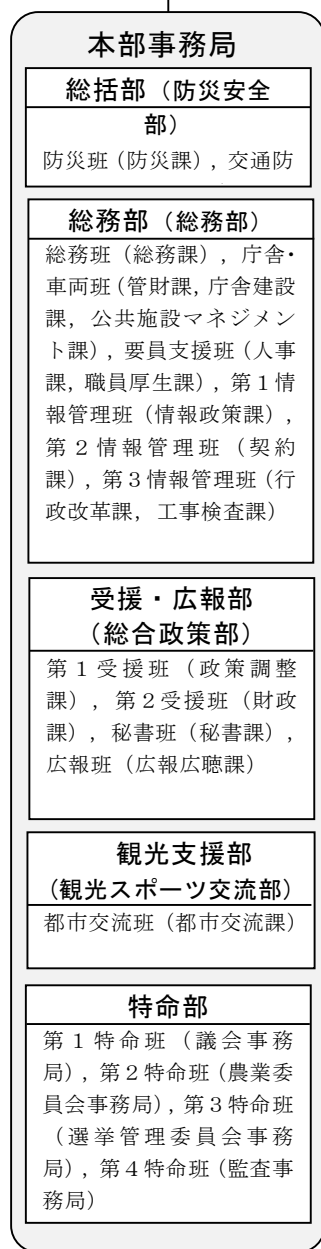 本部事務局
総括部（防災安全
部）
防災班（防災課），交通防
総務部（総務部）
総務班（総務課），庁舎・
車両班（管財課，庁舎建設
課，公共施設マネジメン
ト課），要員支援班（人事
課，職員厚生課），第１情
報管理班（情報政策課），
第２情報管理班（契約
課），第３情報管理班（行
政改革課，工事検査課）
受援・広報部
（総合政策部）
第１受援班（政策調整
課），第２受援班（財政
課），秘書班（秘書課），
広報班（広報広聴課）
観光支援部
（観光スポーツ交流部）
都市交流班（都市交流課）
特命部
第１特命班（議会事務
局），第２特命班（農業委
員会事務局），第３特命班
（選挙管理委員会事務
局），第４特命班（監査事
務局）